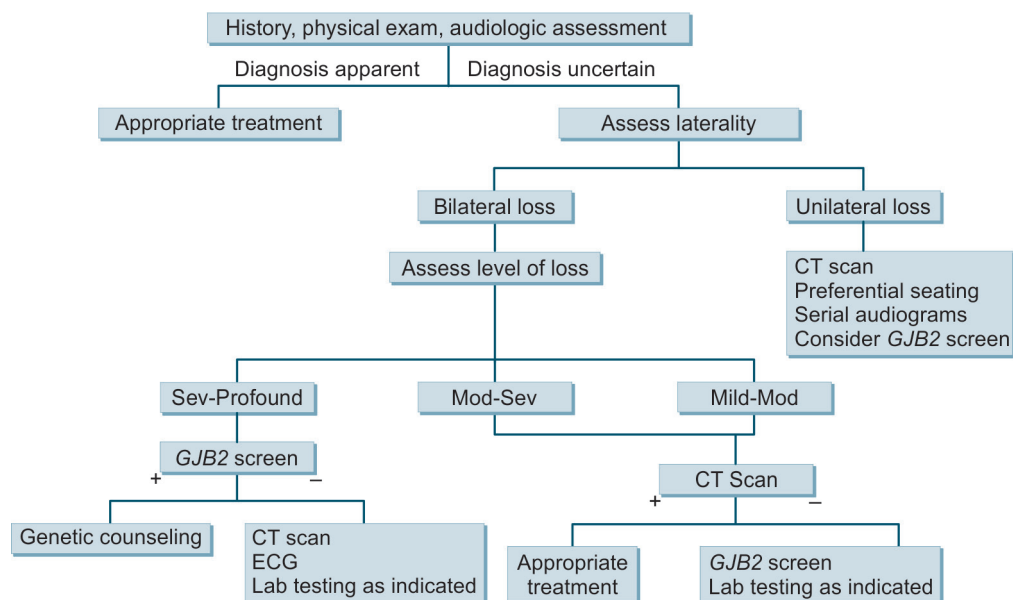 History, physical exam, audiologic assessment
Diagnosis apparent
Diagnosis uncertain
Appropriate treatment
Assess laterality
Bilateral loss
Unilateral loss
Assess level of loss
CT scan
Preferential seating
Serial audiograms
Consider GJB2 screen
Sev-Profound
Mod-Sev
Mild-Mod
GJB2 screen
+
–
CT Scan
+
–
Genetic counseling
CT scan
ECG
Lab testing as indicated
Appropriate
treatment
GJB2 screen
Lab testing as indicated